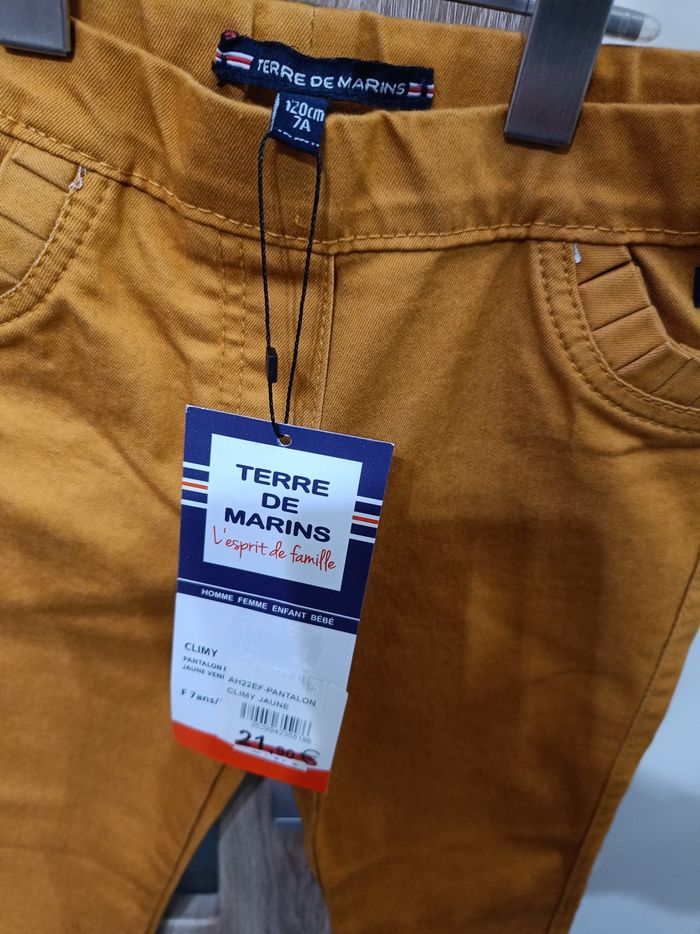 TERRE DE MARINS
120cm
7A
TERRE
DE
MARINS
L'esprit de famille
HOMME FEMME ENFANT BÉBÉ
CLIMY
PANTALON
JAUNE
AH22EF-PANTALON
CLIMY JAUNE
F 7ans/
21,90 €